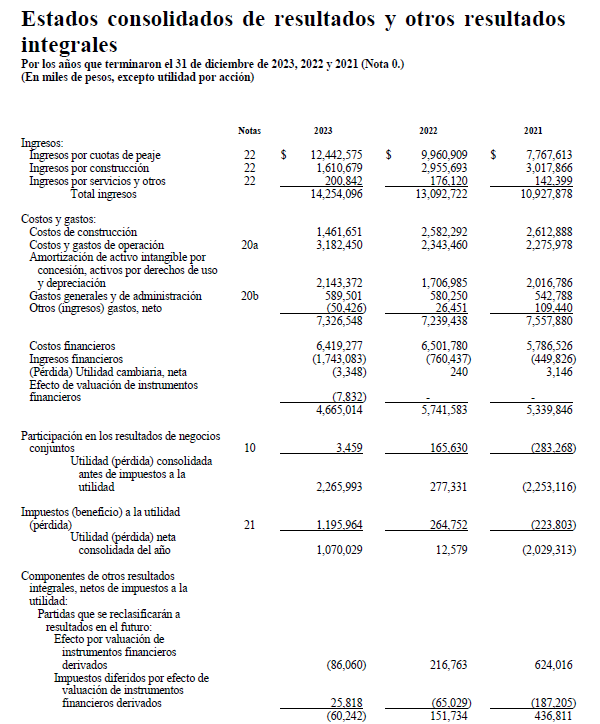 Estados consolidados de resultados y otros resultados
integrales
Por los años que terminaron el 31 de diciembre de 2023, 2022 y 2021 (Nota 0.)
(En miles de pesos, excepto utilidad por acción)
Notas 2023 2022 2021
Ingresos:
Ingresos por cuotas de peaje 22 $ 12,442,575 $ 9,960,909 $ 7,767,613
Ingresos por construcción 22 1,610,679 2,955,693 3,017,866
Ingresos por servicios y otros 22 200,842 176,120 142,399
Total ingresos 14,254,096 13,092,722 10,927,878
Costos y gastos:
Costos de construcción 1,461,651 2,582,292 2,612,888
Costos y gastos de operación 20a 3,182,450 2,343,460 2,275,978
Amortización de activo intangible por
concesión, activos por derechos de uso
y depreciación 2,143,372 1,706,985 2,016,786
Gastos generales y de administración 20b 589,501 580,250 542,788
Otros (ingresos) gastos, neto (50,426) 26,451 109,440
7,326,548 7,239,438 7,557,880
Costos financieros 6,419,277 6,501,780 5,786,526
Ingresos financieros (1,743,083) (760,437) (449,826)
(Pérdida) Utilidad cambiaria, neta (3,348) 240 3,146
Efecto de valuación de instrumentos
financieros (7,832) - -
4,665,014 5,741,583 5,339,846
Participación en los resultados de negocios
conjuntos 10 3,459 165,630 (283,268)
Utilidad (pérdida) consolidada
antes de impuestos a la
utilidad 2,265,993 277,331 (2,253,116)
Impuestos (beneficio) a la utilidad
(pérdida) 21 1,195,964 264,752 (223,803)
Utilidad (pérdida) neta
consolidada del año 1,070,029 12,579 (2,029,313)
Componentes de otros resultados
integrales, netos de impuestos a la
utilidad:
Partidas que se reclasificarán a
resultados en el futuro:
Efecto por valuación de
instrumentos financieros
derivados (86,060) 216,763 624,016
Impuestos diferidos por efecto de
valuación de instrumentos
financieros derivados 25,818 (65,029) (187,205)
(60,242) 151,734 436,811